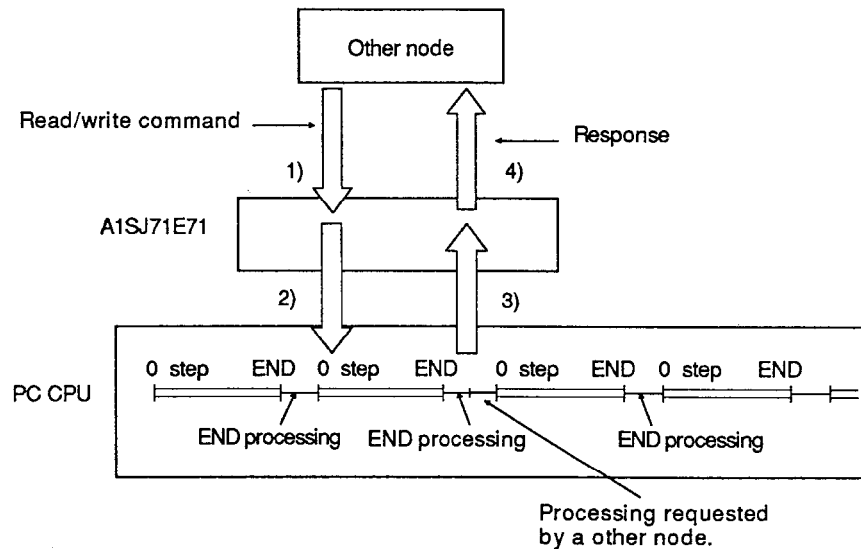 Other node
Read/write command
Response
1)
4)
A1SJ71E71
2)
3)
0 step END 0 step END 0 step END 0 step END
PC CPU
END processing
END processing
END processing
Processing requested
by a other node.